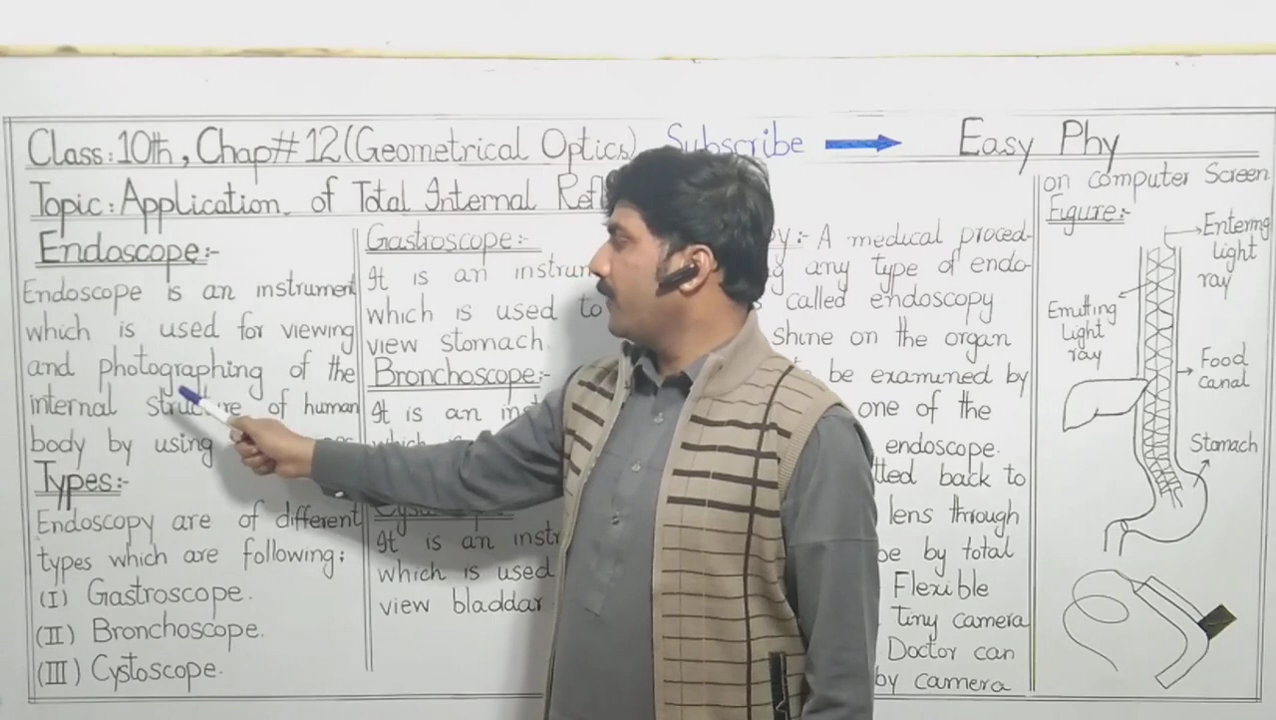 Class:10th, Chap#12(Geometrical Optics) Subscribe → Easy Phy
Topic:Application of Total Internal Refl
Endoscope:-
Endoscope is an instrument
which is used for viewing
and photographing of the
internal structure of human
body by using
Types:-
Endoscopy are of different
types which are following:
(I) Gastroscope.
(II) Bronchoscope.
(III) Cystoscope.
Gastroscope:-
It is an instrum
which is used to
view stomach.
Bronchoscope:-
It is an ins
It is an instr
which is used
view bladdar
y:- A medical proced-
g any type of endo-
called endoscopy
shine on the organ
be examined by
one of the
endoscope.
tted back to
lens through
be by total
Flexible
Tiny camera
Doctor can
by camera
on computer Screen
Figure:-
Entering
light
ray
Emitting
Light
ray
Food
canal
Stomach